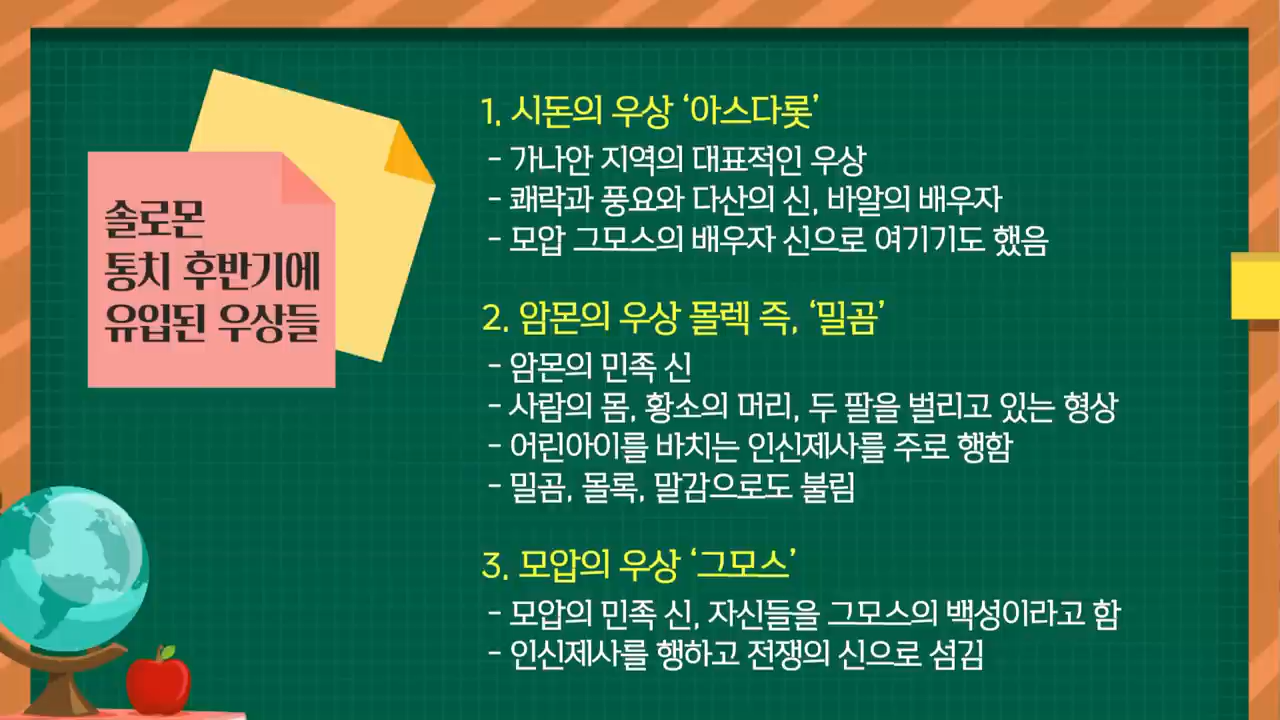 솔로몬
통치 후반기에
유입된 우상들
1. 시돈의 우상 ‘아스다롯’
- 가나안 지역의 대표적인 우상
- 쾌락과 풍요와 다산의 신, 바알의 배우자
- 모압 그모스의 배우자 신으로 여기기도 했음
2. 암몬의 우상 몰렉 즉, ‘밀곰’
- 암몬의 민족 신
- 사람의 몸, 황소의 머리, 두 팔을 벌리고 있는 형상
- 어린아이를 바치는 인신제사를 주로 행함
- 밀곰, 몰록, 말감으로도 불림
3. 모압의 우상 ‘그모스’
- 모압의 민족 신, 자신들을 그모스의 백성이라고 함
- 인신제사를 행하고 전쟁의 신으로 섬김